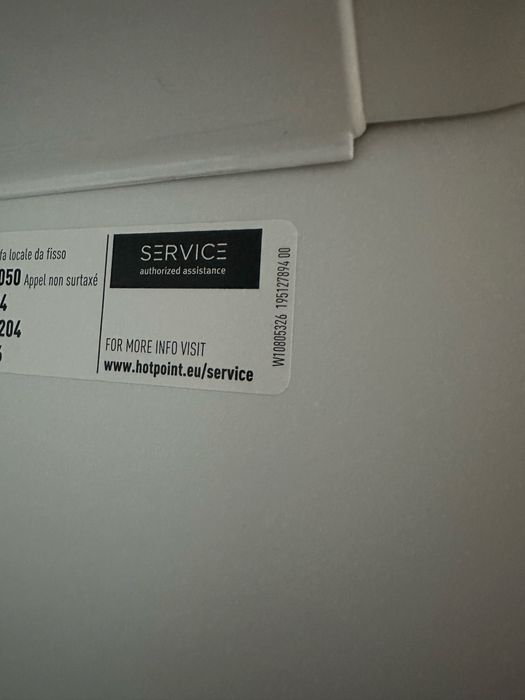 fa locale da fisso
050 Appel non surtaxé
4
204
SERVICE
authorized assistance
FOR MORE INFO VISIT
www.hotpoint.eu/service
W10805326 195127894 00